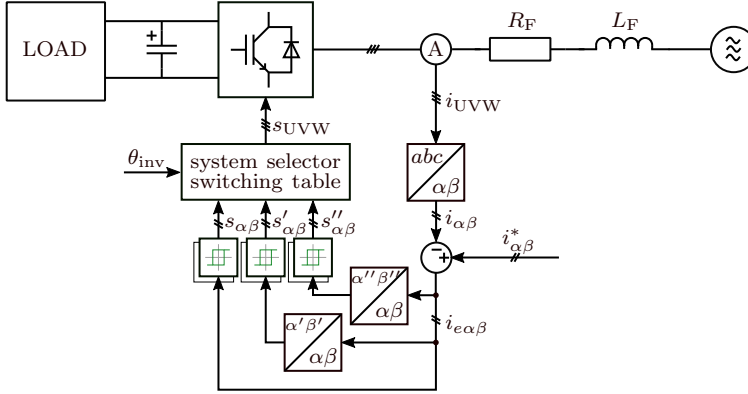 LOAD
+
A
R_F
L_F
i_UVW
s_UVW
θ_inv
system selector
switching table
abc
αβ
s_αβ
s'_αβ
s''_αβ
i_αβ
i*_αβ
-
+
α''β''
αβ
α'β'
αβ
i_eαβ